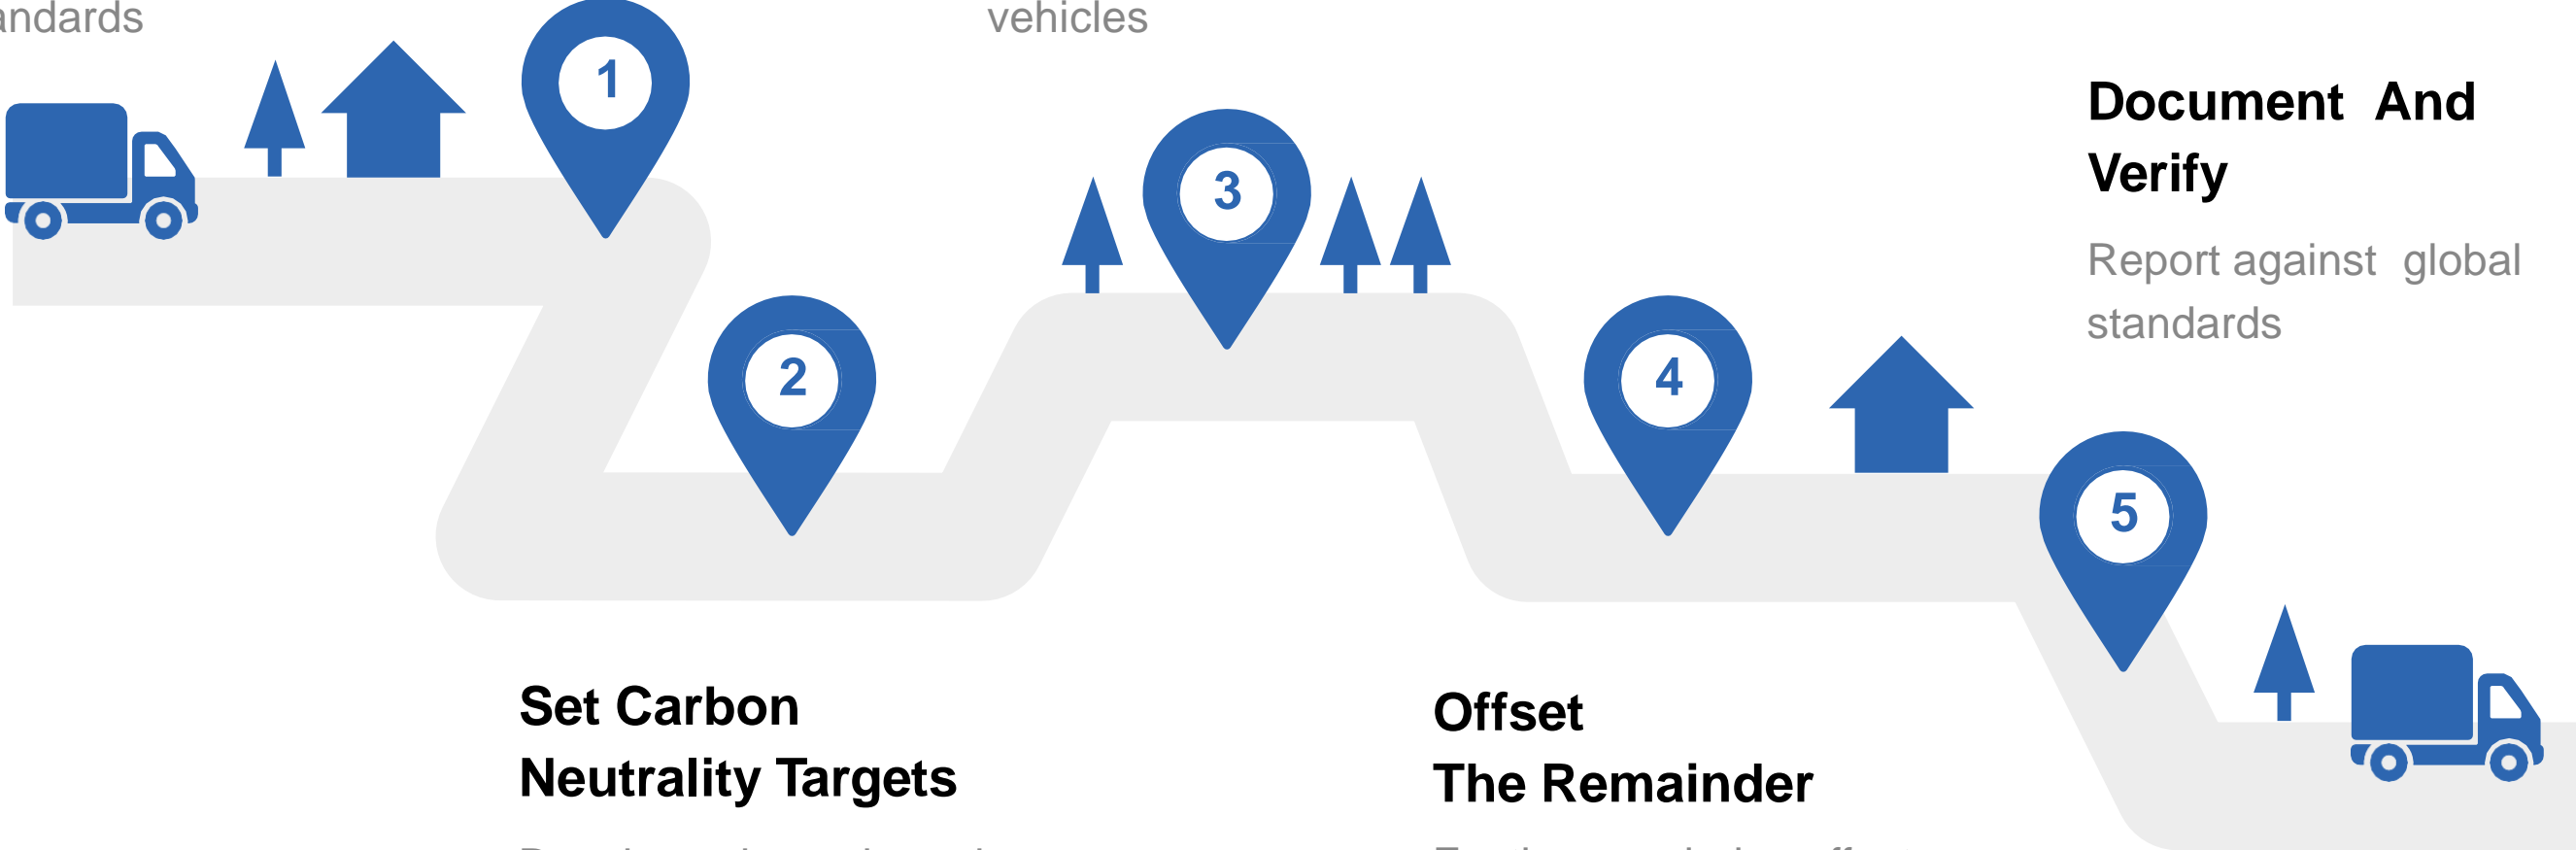 vehicles
1
3
Document And
Verify
Report against global
standards
2
4
5
Set Carbon
Neutrality Targets
Offset
The Remainder